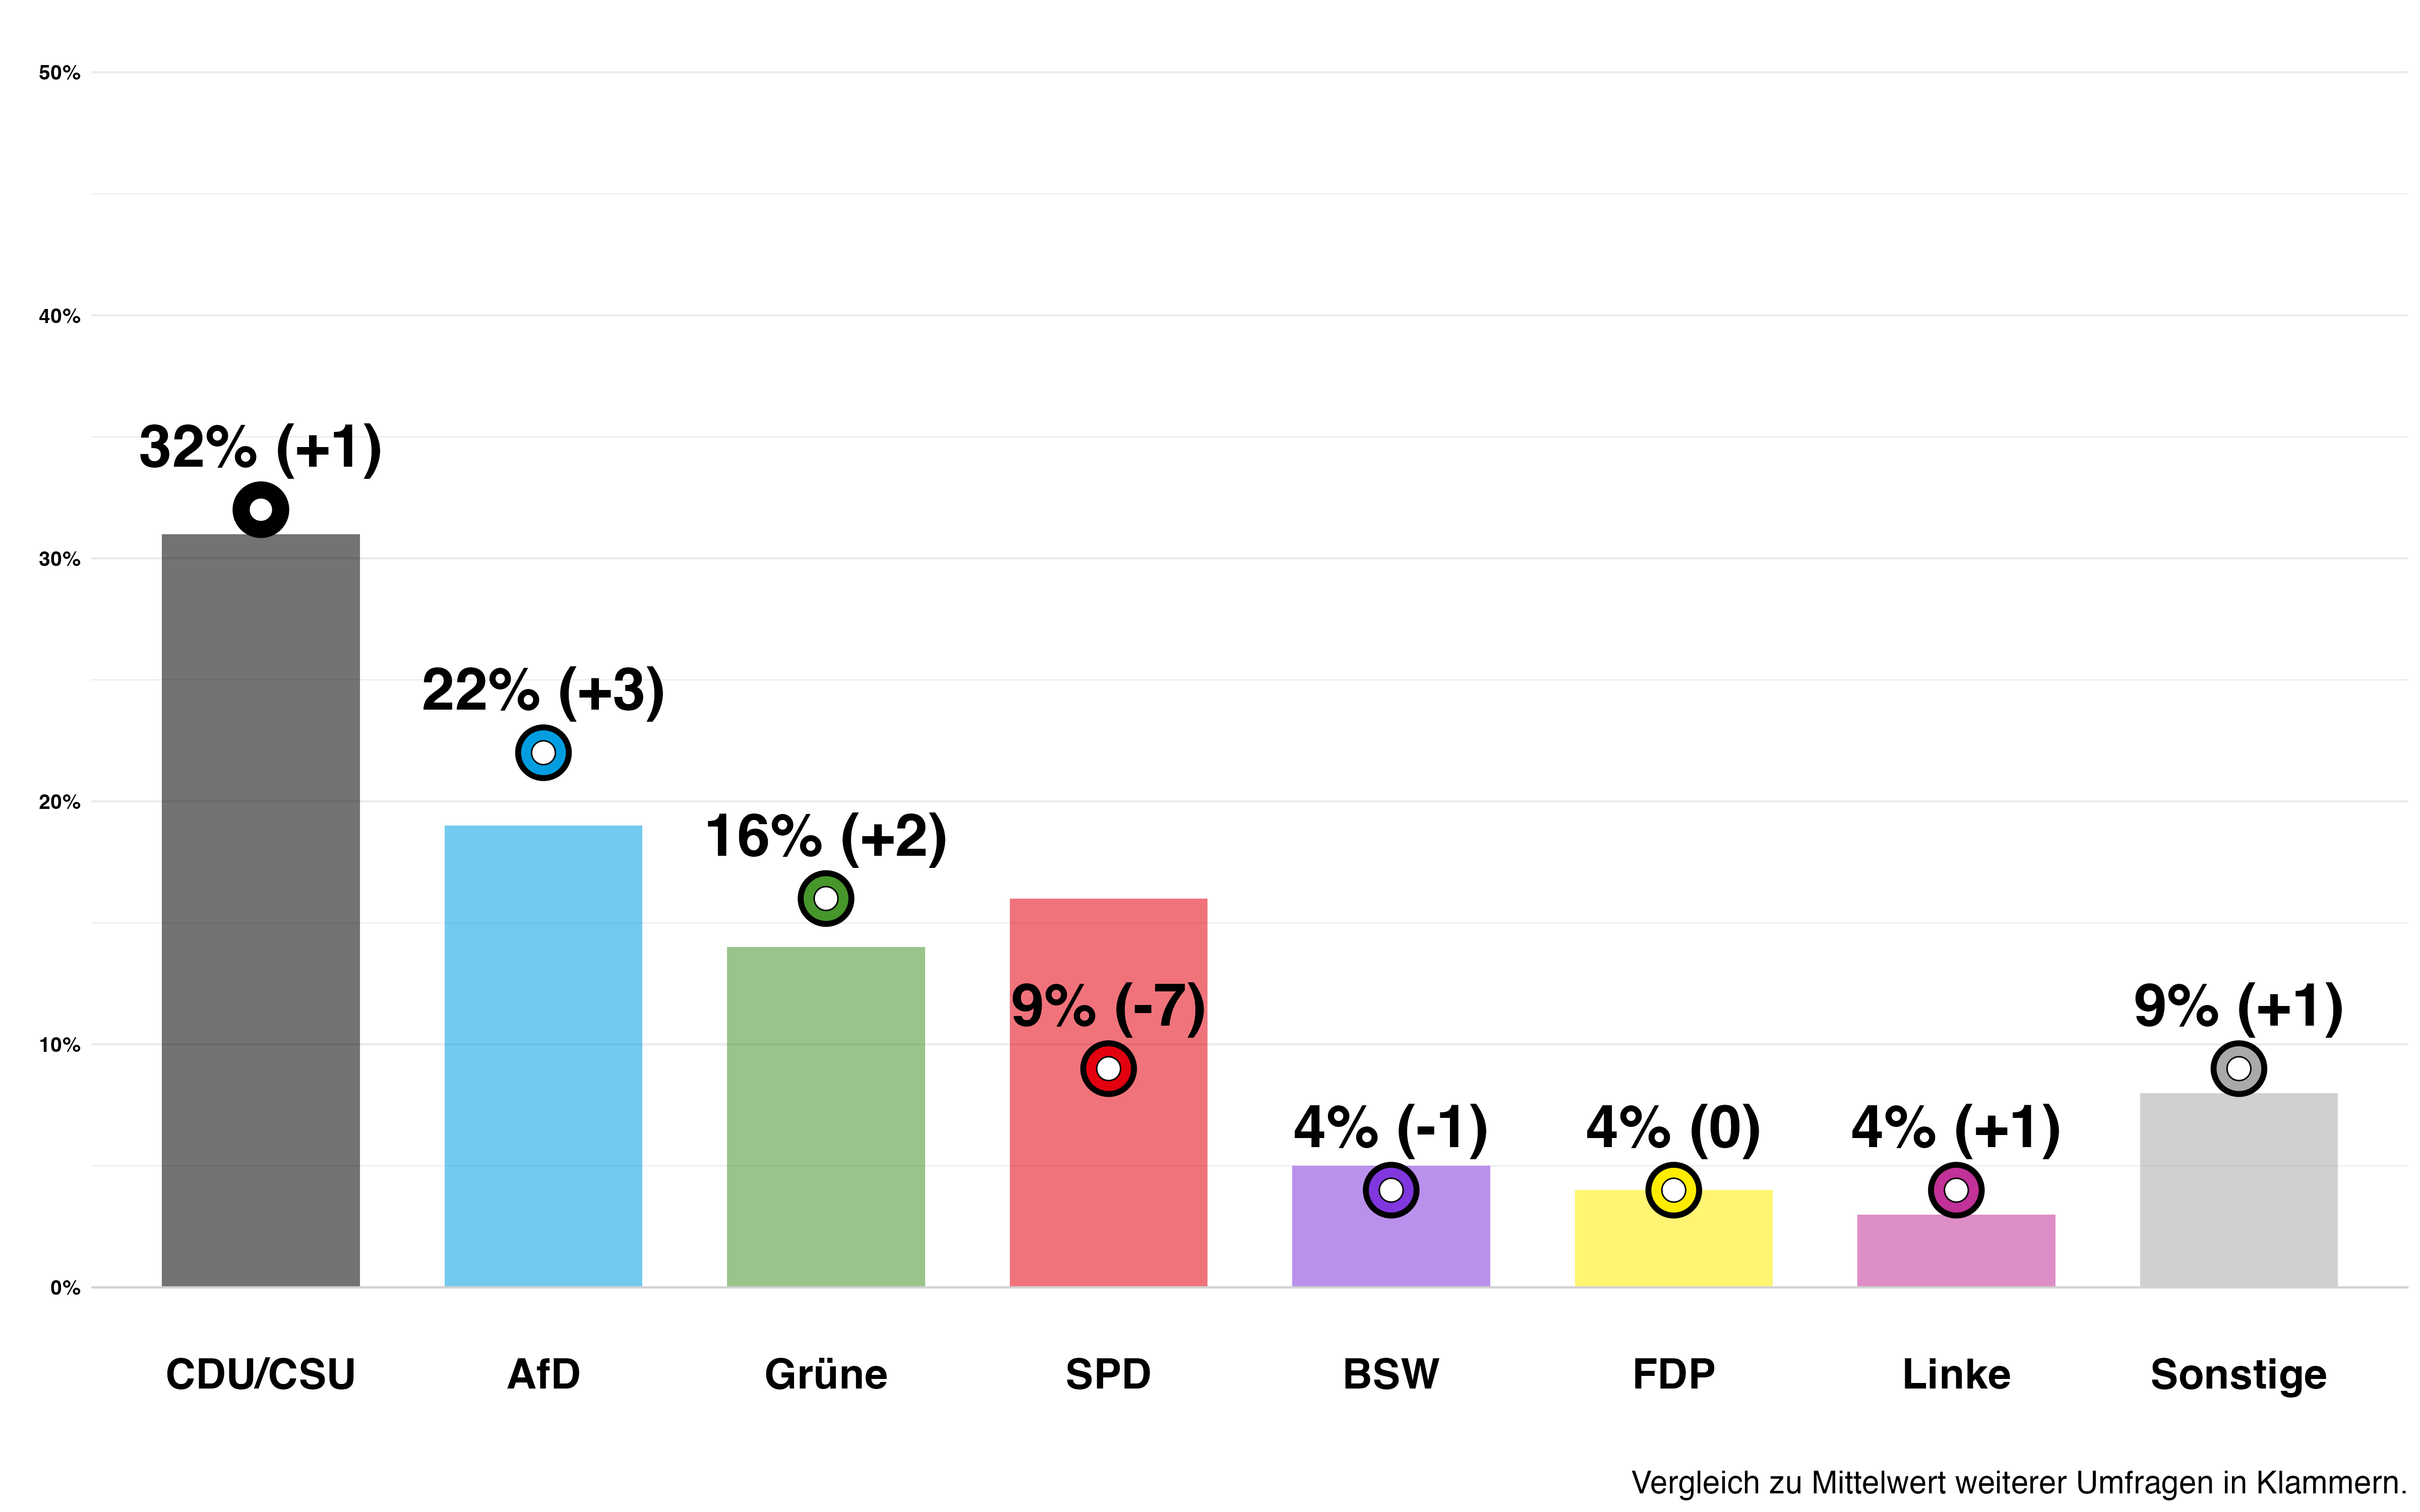 50%
40%
30%
20%
10%
0%
32% (+1)
22% (+3)
16% (+2)
9% (-7)
4% (-1)
4% (0)
4% (+1)
9% (+1)
CDU/CSU
AfD
Grüne
SPD
BSW
FDP
Linke
Sonstige
Vergleich zu Mittelwert weiterer Umfragen in Klammern.